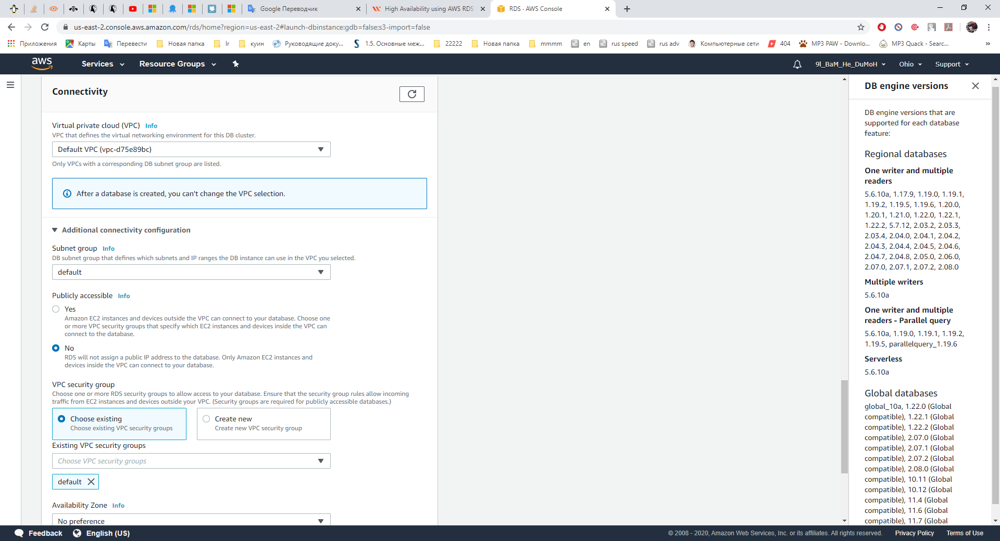 Google Переводчик
High Availability using AWS RDS
RDS · AWS Console
us-east-2.console.aws.amazon.com/rds/home?region=us-east-2#launch-dbinstance:gdb=false;s3-import=false
Приложения
Карты
Перевести
Новая папка
Ir
куин
Руководящие доку...
1.5. Основные меж...
22222
Новая папка
mmmm
en
rus speed
rus adv
Компьютерные сети
404
MP3 PAW - Downlo...
MP3 Quack - Searc...
»
aws
Services
Resource Groups
9l_BaM_He_DuMoH
Ohio
Support
Connectivity
Virtual private cloud (VPC) Info
VPC that defines the virtual networking environment for this DB cluster.
Default VPC (vpc-d75e89bc)
Only VPCs with a corresponding DB subnet group are listed.
After a database is created, you can't change the VPC selection.
Additional connectivity configuration
Subnet group Info
DB subnet group that defines which subnets and IP ranges the DB instance can use in the VPC you selected.
default
Publicly accessible Info
Yes
Amazon EC2 instances and devices outside the VPC can connect to your database. Choose one
or more VPC security groups that specify which EC2 instances and devices inside the VPC can
connect to the database.
No
RDS will not assign a public IP address to the database. Only Amazon EC2 instances and
devices inside the VPC can connect to your database.
VPC security group
Choose one or more RDS security groups to allow access to your database. Ensure that the security group rules allow incoming
traffic from EC2 instances and devices outside your VPC. (Security groups are required for publicly accessible databases.)
Choose existing
Choose existing VPC security groups
Create new
Create new VPC security group
Existing VPC security groups
Choose VPC security groups
default
Availability Zone Info
No preference
DB engine versions
DB engine versions that are
supported for each database
feature:
Regional databases
One writer and multiple
readers
5.6.10a, 1.17.9, 1.19.0, 1.19.1,
1.19.2, 1.19.5, 1.19.6, 1.20.0,
1.20.1, 1.21.0, 1.22.0, 1.22.1,
1.22.2, 5.7.12, 2.03.2, 2.03.3,
2.03.4, 2.04.0, 2.04.1, 2.04.2,
2.04.3, 2.04.4, 2.04.5, 2.04.6,
2.04.7, 2.04.8, 2.05.0, 2.06.0,
2.07.0, 2.07.1, 2.07.2, 2.08.0
Multiple writers
5.6.10a
One writer and multiple
readers - Parallel query
5.6.10a, 1.19.0, 1.19.1, 1.19.2,
1.19.5, parallelquery_1.19.6
Serverless
5.6.10a
Global databases
global_10a, 1.22.0 (Global
compatible), 1.22.1 (Global
compatible), 1.22.2 (Global
compatible), 2.07.0 (Global
compatible), 2.07.1 (Global
compatible), 2.07.2 (Global
compatible), 2.08.0 (Global
compatible), 10.11 (Global
compatible), 10.12 (Global
compatible), 11.4 (Global
compatible), 11.6 (Global
compatible), 11.7 (Global
Feedback
English (US)
© 2008 - 2020, Amazon Web Services, Inc. or its affiliates. All rights reserved.
Privacy Policy
Terms of Use